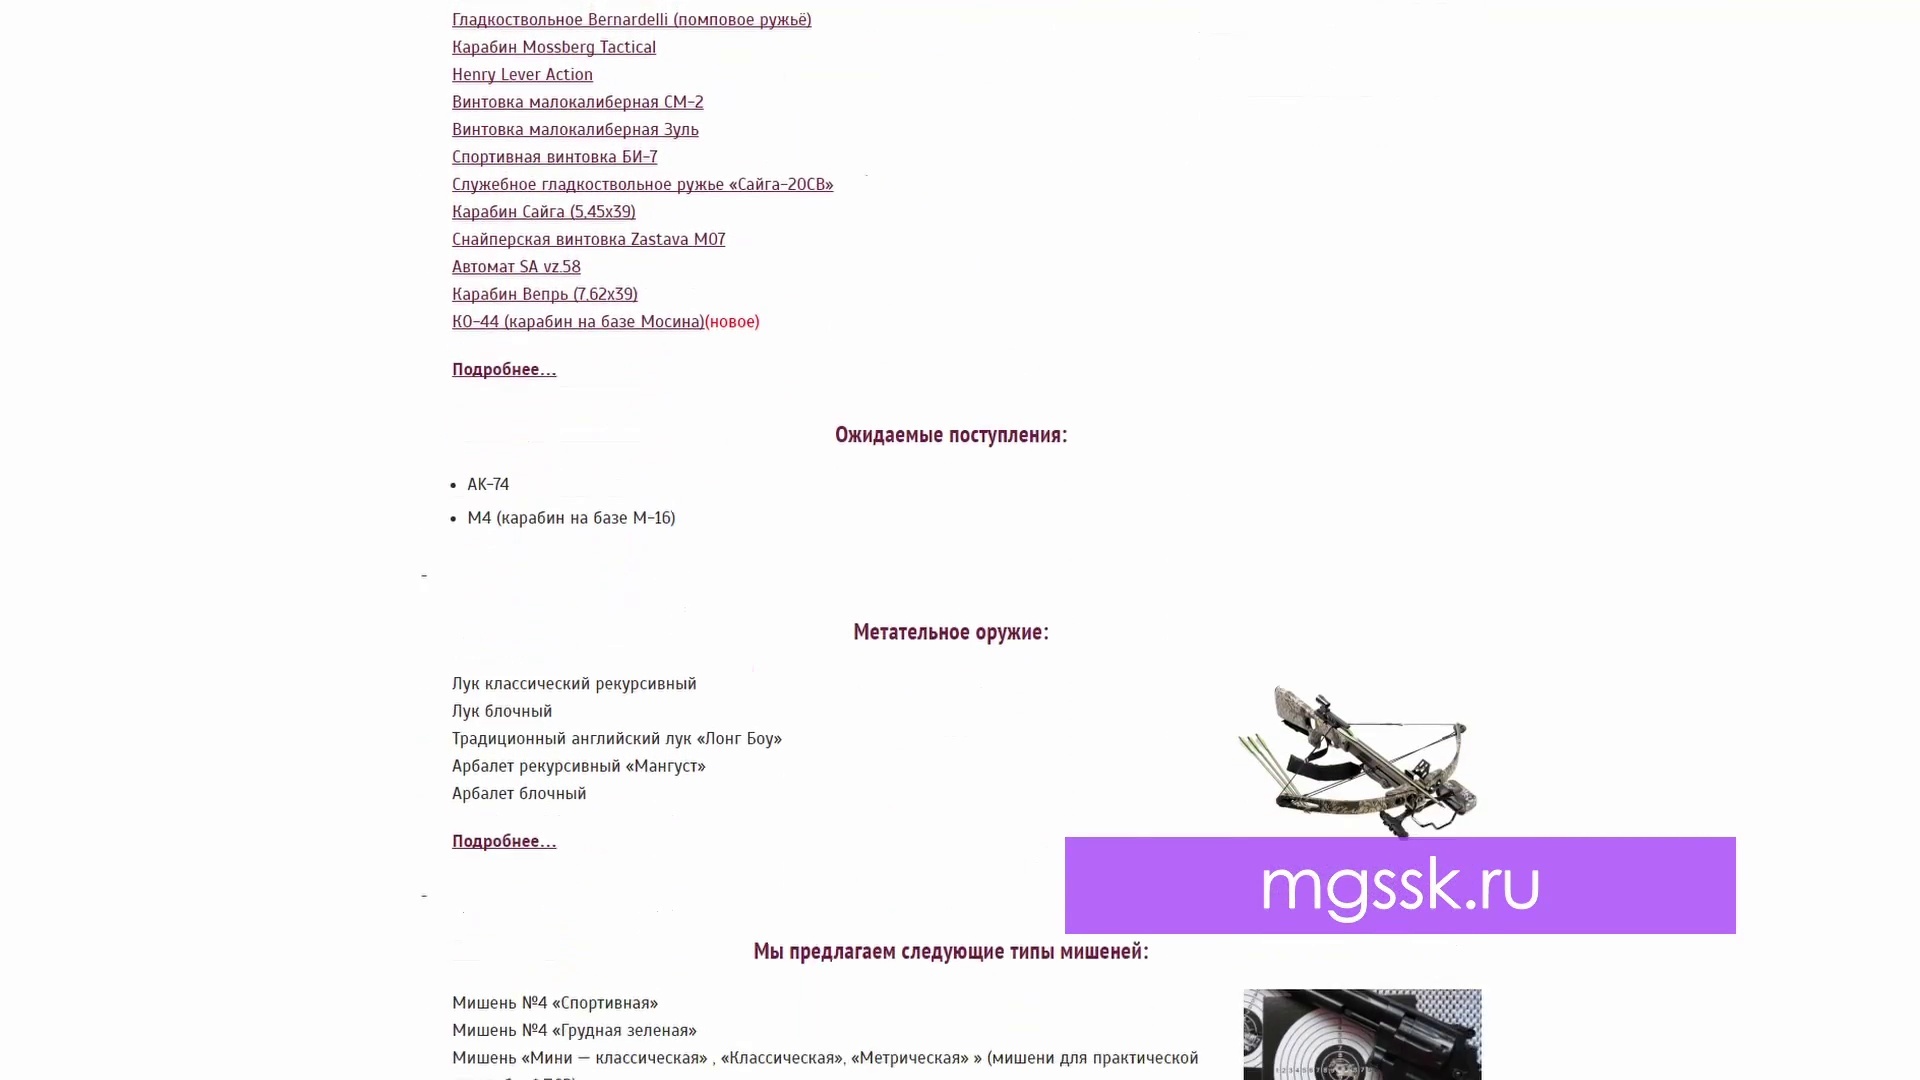 Гладкоствольное Bernardelli (помповое ружьё)
Карабин Mossberg Tactical
Henry Lever Action
Винтовка малокалиберная СМ-2
Винтовка малокалиберная Зуль
Спортивная винтовка БИ-7
Служебное гладкоствольное ружье «Сайга-20СВ»
Карабин Сайга (5,45х39)
Снайперская винтовка Zastava M07
Автомат SA vz.58
Карабин Вепрь (7,62х39)
КО-44 (карабин на базе Мосина)(новое)
Подробнее...
Ожидаемые поступления:
• АК-74
• М4 (карабин на базе М-16)
-
Метательное оружие:
Лук классический рекурсивный
Лук блочный
Традиционный английский лук «Лонг Боу»
Арбалет рекурсивный «Мангуст»
Арбалет блочный
Подробнее...
-
mgssk.ru
Мы предлагаем следующие типы мишеней:
Мишень №4 «Спортивная»
Мишень №4 «Грудная зеленая»
Мишень «Мини — классическая» , «Классическая», «Метрическая» » (мишени для практической